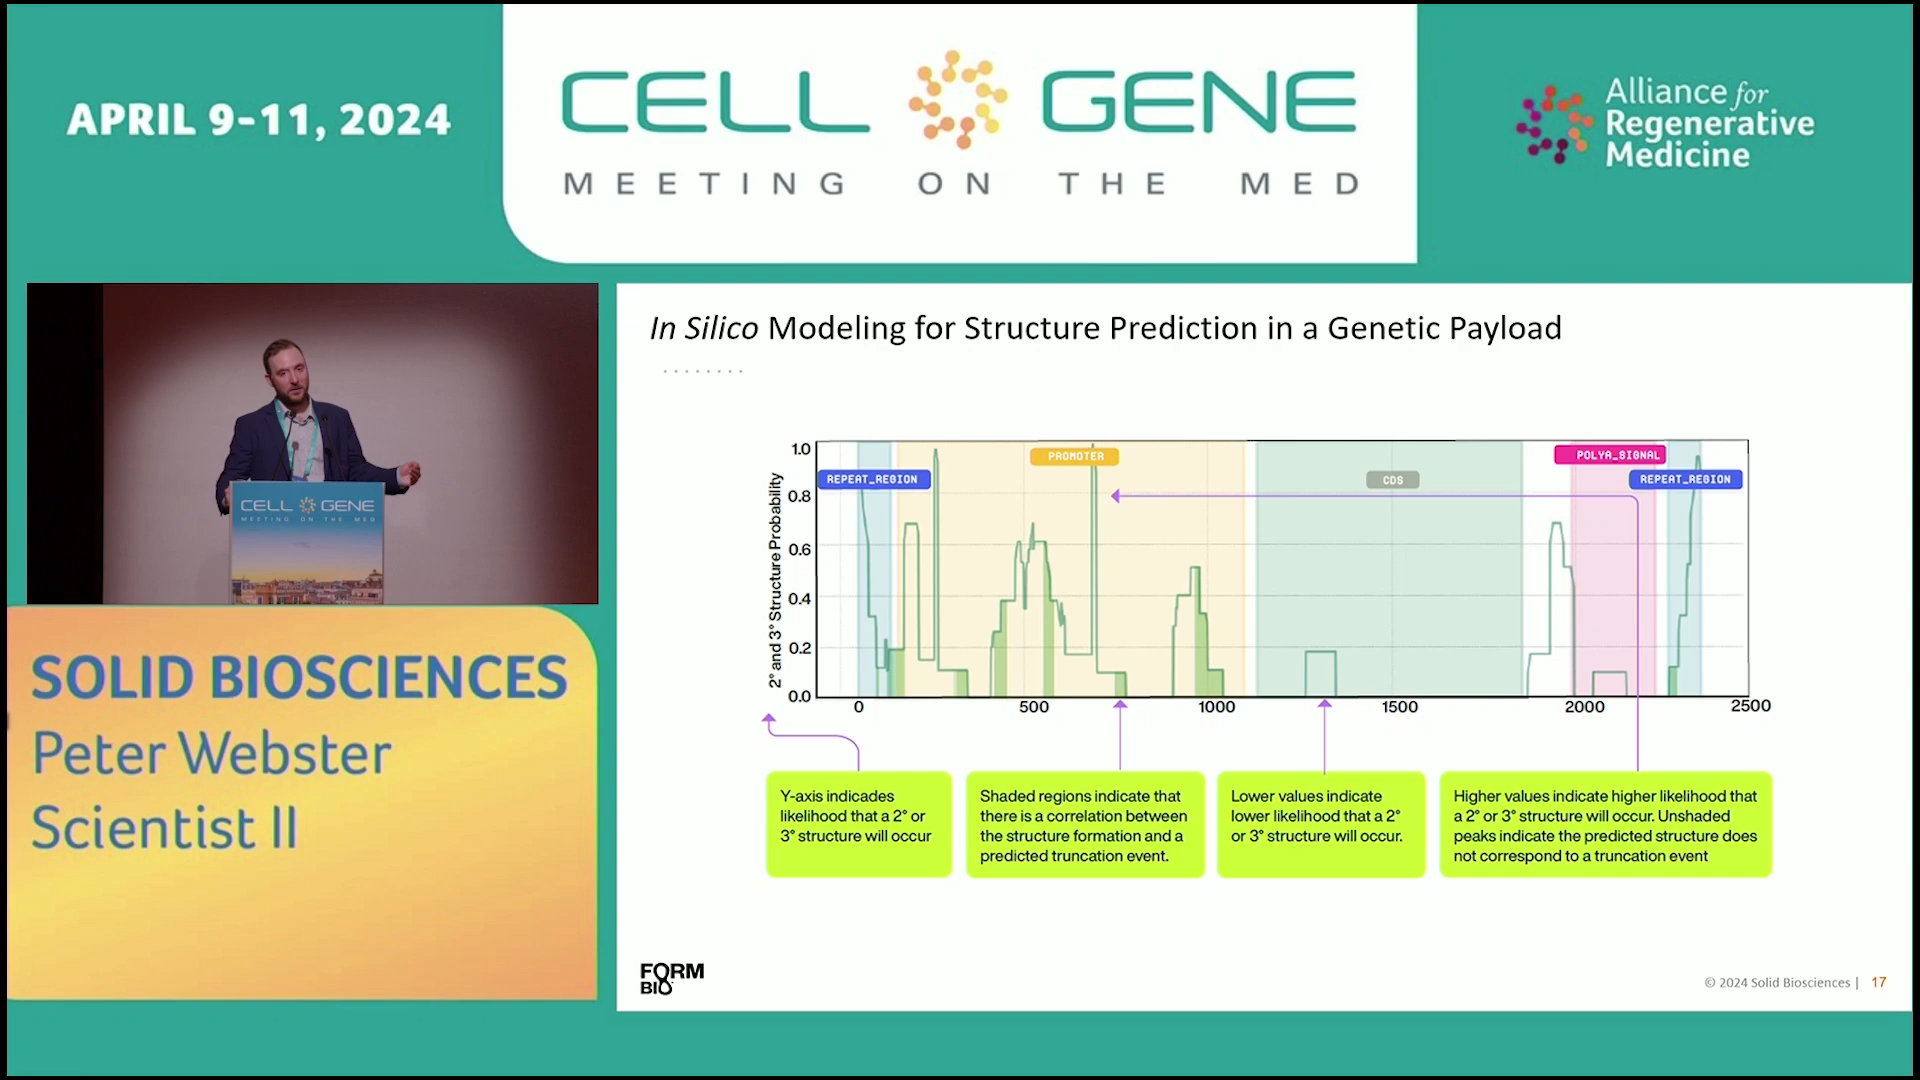 APRIL 9-11, 2024
CELL GENE
MEETING ON THE MED
Alliance for
Regenerative
Medicine
CELL GENE
MEETING ON THE MED
SOLID BIOSCIENCES
Peter Webster
Scientist II
In Silico Modeling for Structure Prediction in a Genetic Payload
2° and 3° Structure Probability
1.0
0.8
0.6
0.4
0.2
0.0
REPEAT_REGION
PROMOTER
CDS
POLYA_SIGNAL
REPEAT_REGION
0
500
1000
1500
2000
2500
Y-axis indicades
likelihood that a 2° or
3° structure will occur
Shaded regions indicate that
there is a correlation between
the structure formation and a
predicted truncation event.
Lower values indicate
lower likelihood that a 2°
or 3° structure will occur.
Higher values indicate higher likelihood that
a 2° or 3° structure will occur. Unshaded
peaks indicate the predicted structure does
not correspond to a truncation event
FORM
BIO
© 2024 Solid Biosciences | 17